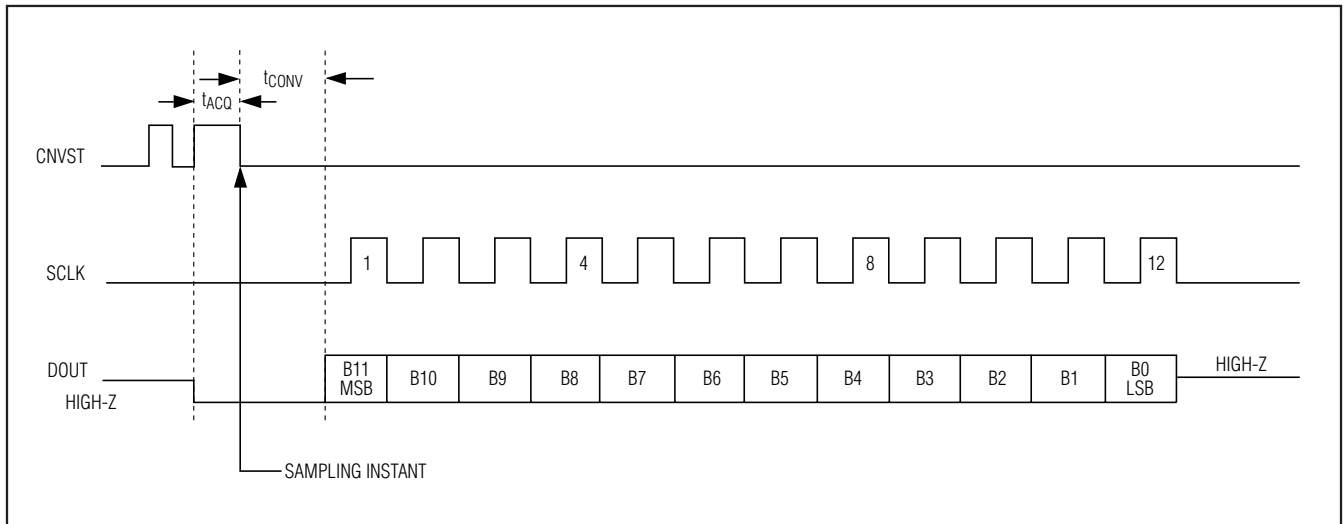 tCONV
tACQ
CNVST
SCLK
1
4
8
12
DOUT
HIGH-Z
B11
MSB
B10
B9
B8
B7
B6
B5
B4
B3
B2
B1
B0
LSB
HIGH-Z
SAMPLING INSTANT